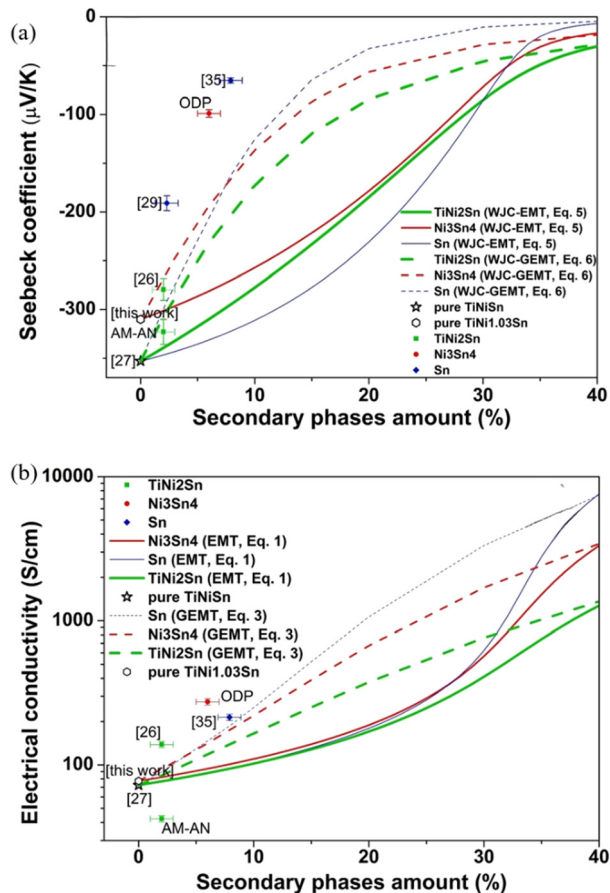 (a)
0
-100
-200
-300
Seebeck coefficient (μV/K)
[35]
ODP
[29]
[26]
[this work]
AM-AN
[27]
TiNi2Sn (WJC-EMT, Eq. 5)
Ni3Sn4 (WJC-EMT, Eq. 5)
Sn (WJC-EMT, Eq. 5)
TiNi2Sn (WJC-GEMT, Eq. 6)
Ni3Sn4 (WJC-GEMT, Eq. 6)
Sn (WJC-GEMT, Eq. 6)
pure TiNiSn
pure TiNi1.03Sn
TiNi2Sn
Ni3Sn4
Sn
0 10 20 30 40
Secondary phases amount (%)
(b)
10000
1000
100
Electrical conductivity (S/cm)
TiNi2Sn
Ni3Sn4
Sn
Ni3Sn4 (EMT, Eq. 1)
Sn (EMT, Eq. 1)
TiNi2Sn (EMT, Eq. 1)
pure TiNiSn
Sn (GEMT, Eq. 3)
Ni3Sn4 (GEMT, Eq. 3)
TiNi2Sn (GEMT, Eq. 3)
pure TiNi1.03Sn
ODP
[35]
[26]
[this work]
[27]
AM-AN
0 10 20 30 40
Secondary phases amount (%)